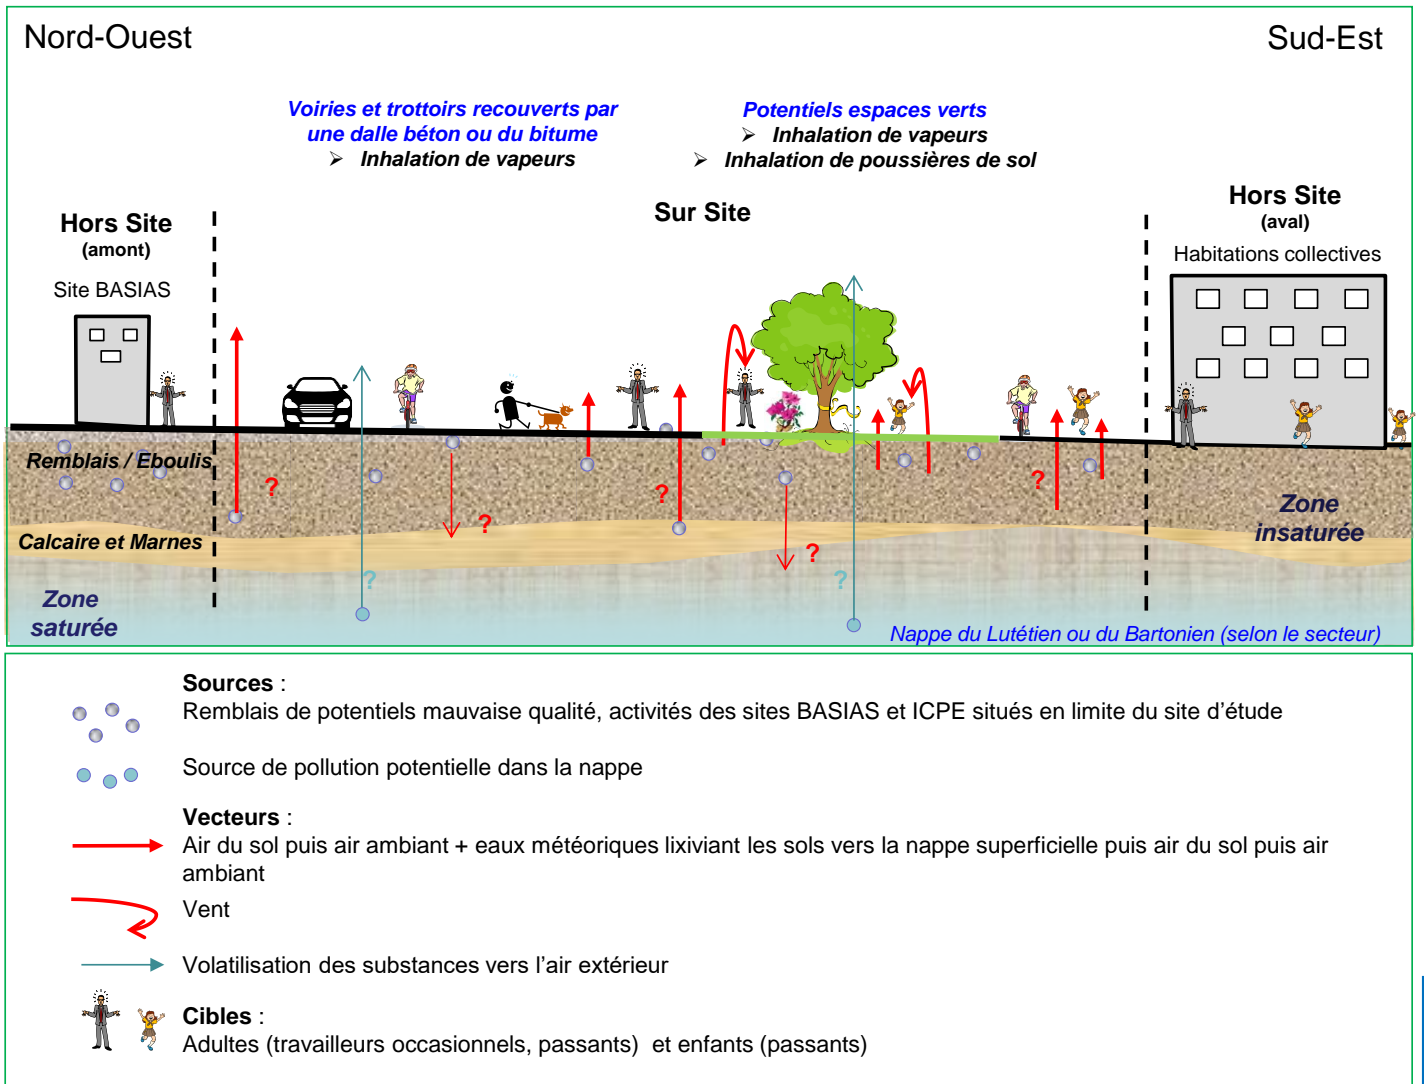 Nord-Ouest
Sud-Est
Voiries et trottoirs recouverts par
une dalle béton ou du bitume
➢ Inhalation de vapeurs
Potentiels espaces verts
➢ Inhalation de vapeurs
➢ Inhalation de poussières de sol
Hors Site
(amont)
Site BASIAS
Sur Site
Hors Site
(aval)
Habitations collectives
Remblais / Eboulis
?
?
?
?
?
Zone
insaturée
Calcaire et Marnes
?
?
Zone
saturée
Nappe du Lutétien ou du Bartonien (selon le secteur)
Sources :
Remblais de potentiels mauvaise qualité, activités des sites BASIAS et ICPE situés en limite du site d’étude
Source de pollution potentielle dans la nappe
Vecteurs :
Air du sol puis air ambiant + eaux météoriques lixiviant les sols vers la nappe superficielle puis air du sol puis air
ambiant
Vent
Volatilisation des substances vers l’air extérieur
Cibles :
Adultes (travailleurs occasionnels, passants) et enfants (passants)